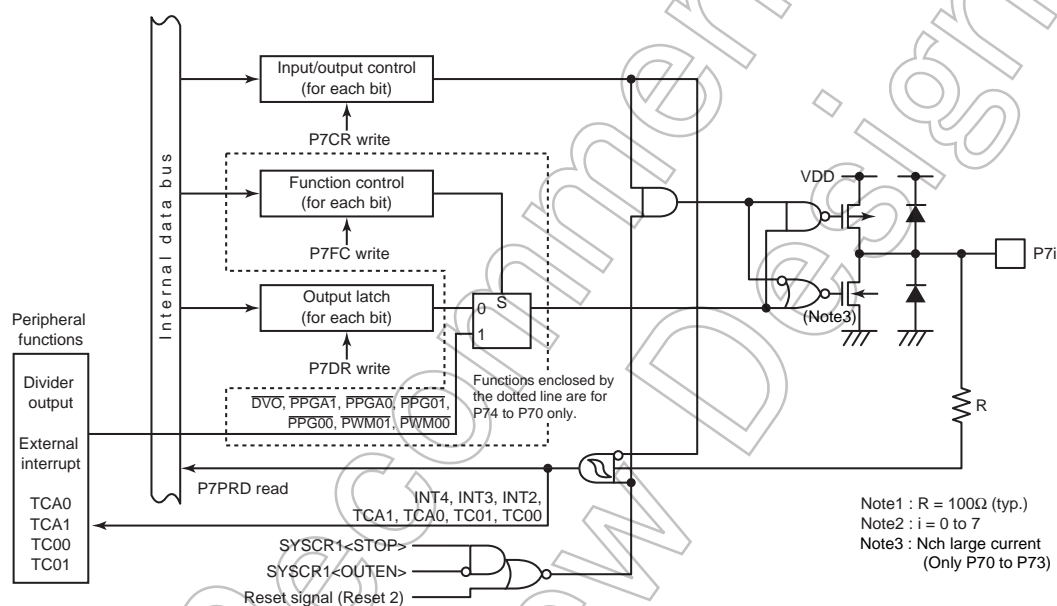 Input/output control
(for each bit)
P7CR write
Function control
(for each bit)
P7FC write
Output latch
(for each bit)
P7DR write
Internal data bus
S
0
1
VDD
P7i
(Note3)
R
Peripheral
functions
Divider
output
External
interrupt
TCA0
TCA1
TC00
TC01
Functions enclosed by
the dotted line are for
P74 to P70 only.
DVO, PPGA1, PPGA0, PPG01,
PPG00, PWM01, PWM00
P7PRD read
INT4, INT3, INT2,
TCA1, TCA0, TC01, TC00
SYSCR1<STOP>
SYSCR1<OUTEN>
Reset signal (Reset 2)
Note1 : R = 100Ω (typ.)
Note2 : i = 0 to 7
Note3 : Nch large current
(Only P70 to P73)